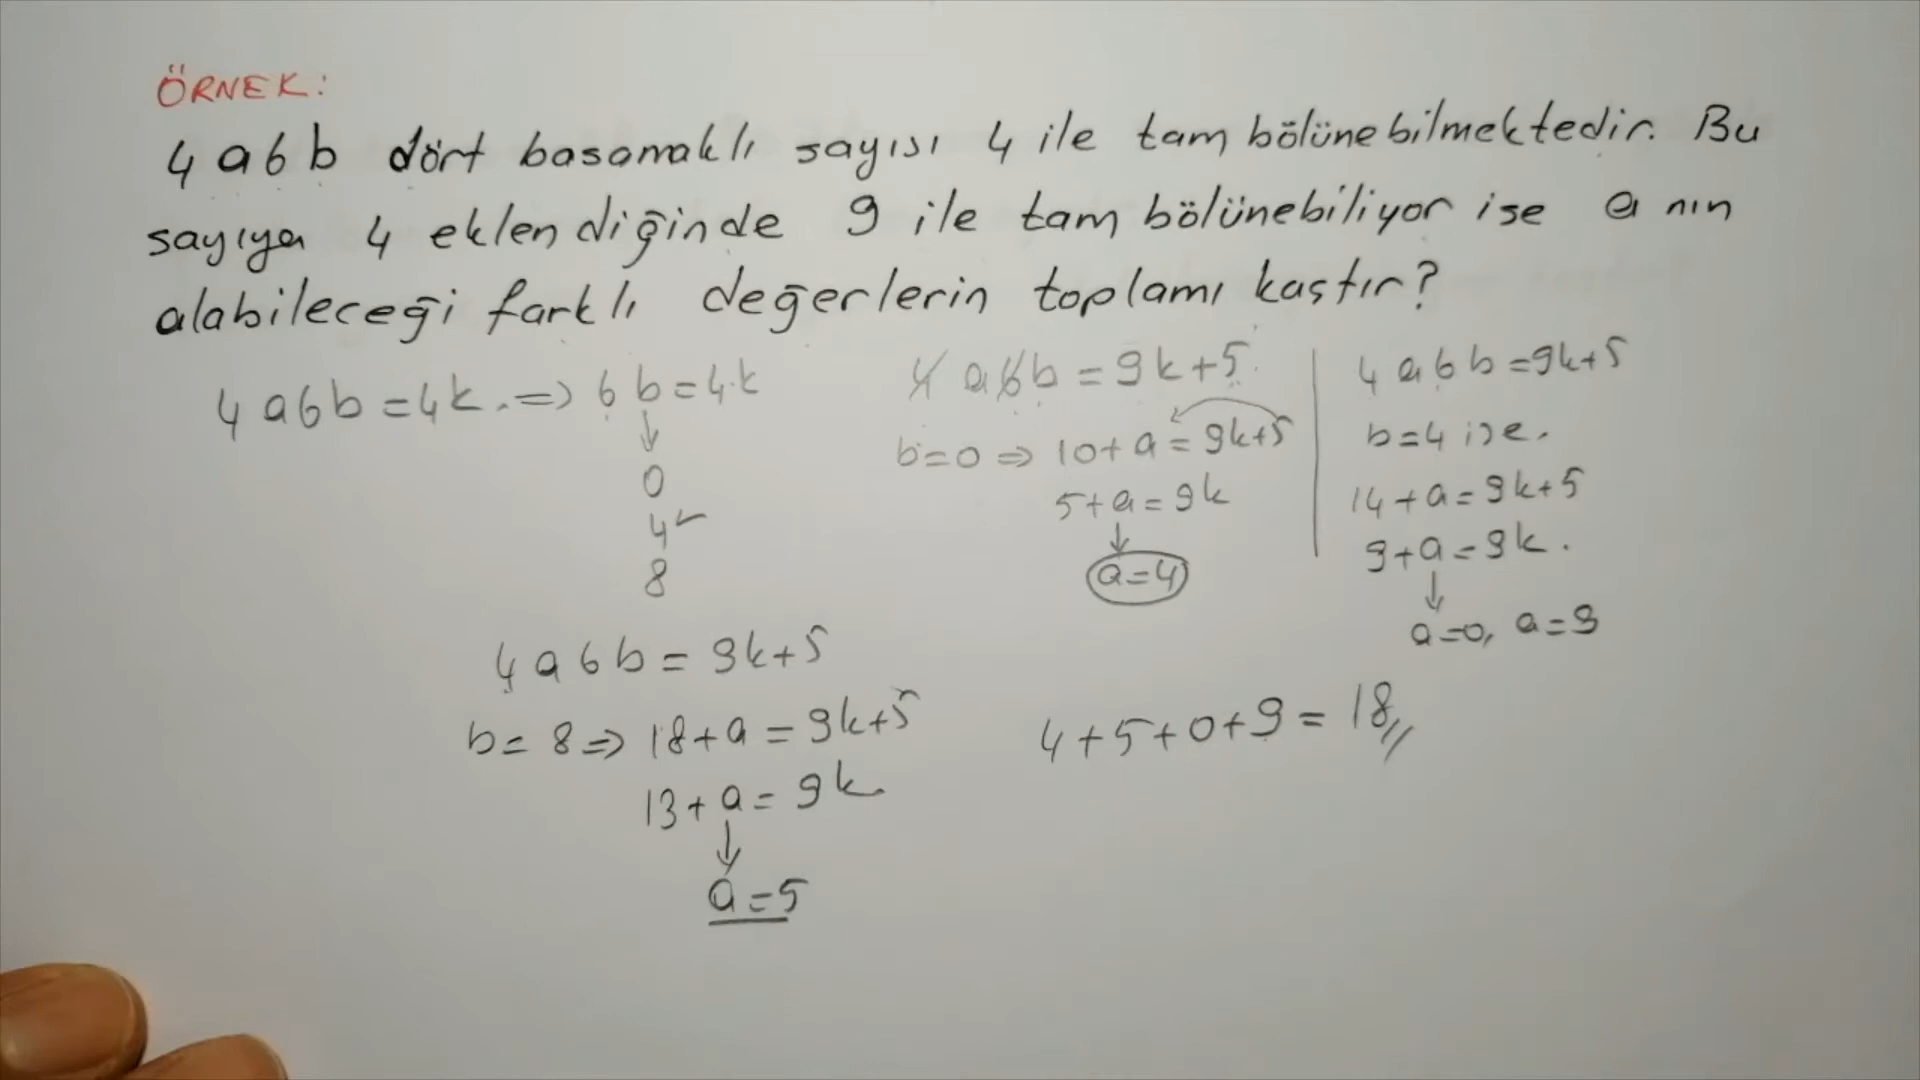 ÖRNEK:
4a6b dört basamaklı sayısı 4 ile tam bölünebilmektedir. Bu
sayıya 4 eklendiğinde 9 ile tam bölünebiliyor ise a nın
alabileceği farklı değerlerin toplamı kaçtır?
4a6b=4k. => 6b=4.k
↓
0
4✓
8
4a6b=9k+5
b=0 => 10+a=9k+5
5+a=9k
↓
a=4
4a6b=9k+5
b=4 ise.
14+a=9k+5
9+a=9k.
↓
a=0, a=9
4a6b=9k+5
b=8 => 18+a=9k+5
13+a=9k
↓
a=5
4+5+0+9=18//